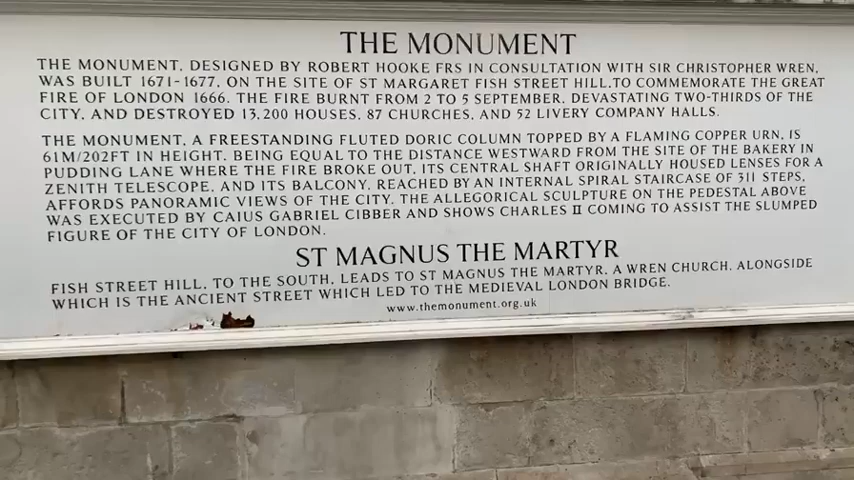 THE MONUMENT
THE MONUMENT, DESIGNED BY ROBERT HOOKE FRS IN CONSULTATION WITH SIR CHRISTOPHER WREN,
WAS BUILT 1671-1677, ON THE SITE OF ST MARGARET FISH STREET HILL.TO COMMEMORATE THE GREAT
FIRE OF LONDON 1666. THE FIRE BURNT FROM 2 TO 5 SEPTEMBER, DEVASTATING TWO-THIRDS OF THE
CITY, AND DESTROYED 13,200 HOUSES, 87 CHURCHES, AND 52 LIVERY COMPANY HALLS.
THE MONUMENT, A FREESTANDING FLUTED DORIC COLUMN TOPPED BY A FLAMING COPPER URN, IS
61M/202FT IN HEIGHT, BEING EQUAL TO THE DISTANCE WESTWARD FROM THE SITE OF THE BAKERY IN
PUDDING LANE WHERE THE FIRE BROKE OUT. ITS CENTRAL SHAFT ORIGINALLY HOUSED LENSES FOR A
ZENITH TELESCOPE, AND ITS BALCONY, REACHED BY AN INTERNAL SPIRAL STAIRCASE OF 311 STEPS,
AFFORDS PANORAMIC VIEWS OF THE CITY. THE ALLEGORICAL SCULPTURE ON THE PEDESTAL ABOVE
WAS EXECUTED BY CAIUS GABRIEL CIBBER AND SHOWS CHARLES II COMING TO ASSIST THE SLUMPED
FIGURE OF THE CITY OF LONDON.
ST MAGNUS THE MARTYR
FISH STREET HILL, TO THE SOUTH, LEADS TO ST MAGNUS THE MARTYR, A WREN CHURCH, ALONGSIDE
WHICH IS THE ANCIENT STREET WHICH LED TO THE MEDIEVAL LONDON BRIDGE.
www.themonument.org.uk